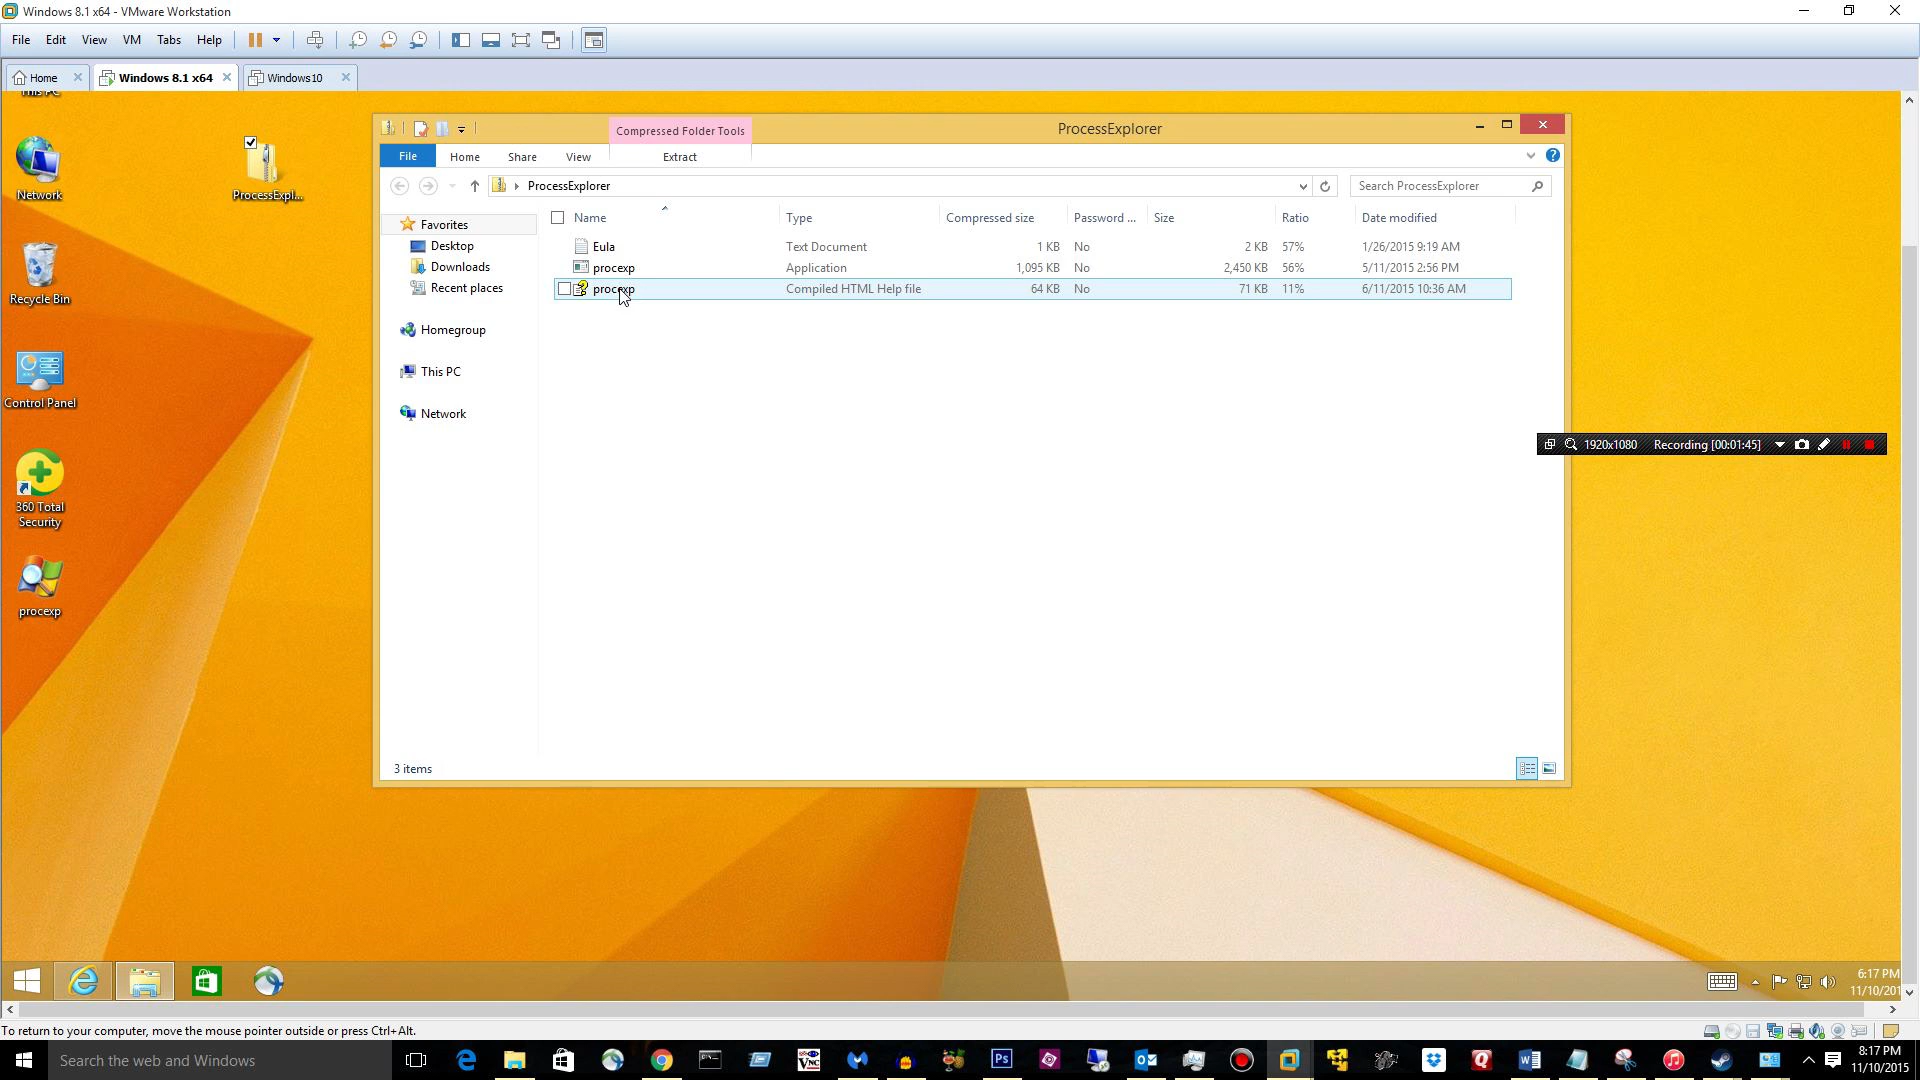 Windows 8.1 x64 - VMware Workstation
File Edit View VM Tabs Help
Home Windows 8.1 x64 Windows10
This PC
Network
ProcessExpl...
Recycle Bin
Control Panel
360 Total
Security
procexp
Compressed Folder Tools ProcessExplorer
File Home Share View Extract
ProcessExplorer Search ProcessExplorer
Favorites
Desktop
Downloads
Recent places
Homegroup
This PC
Network
Name Type Compressed size Password ... Size Ratio Date modified
Eula Text Document 1 KB No 2 KB 57% 1/26/2015 9:19 AM
procexp Application 1,095 KB No 2,450 KB 56% 5/11/2015 2:56 PM
procexp Compiled HTML Help file 64 KB No 71 KB 11% 6/11/2015 10:36 AM
3 items
1920x1080 Recording [00:01:45]
6:17 PM
11/10/201
To return to your computer, move the mouse pointer outside or press Ctrl+Alt.
Search the web and Windows
Ps
8:17 PM
11/10/2015